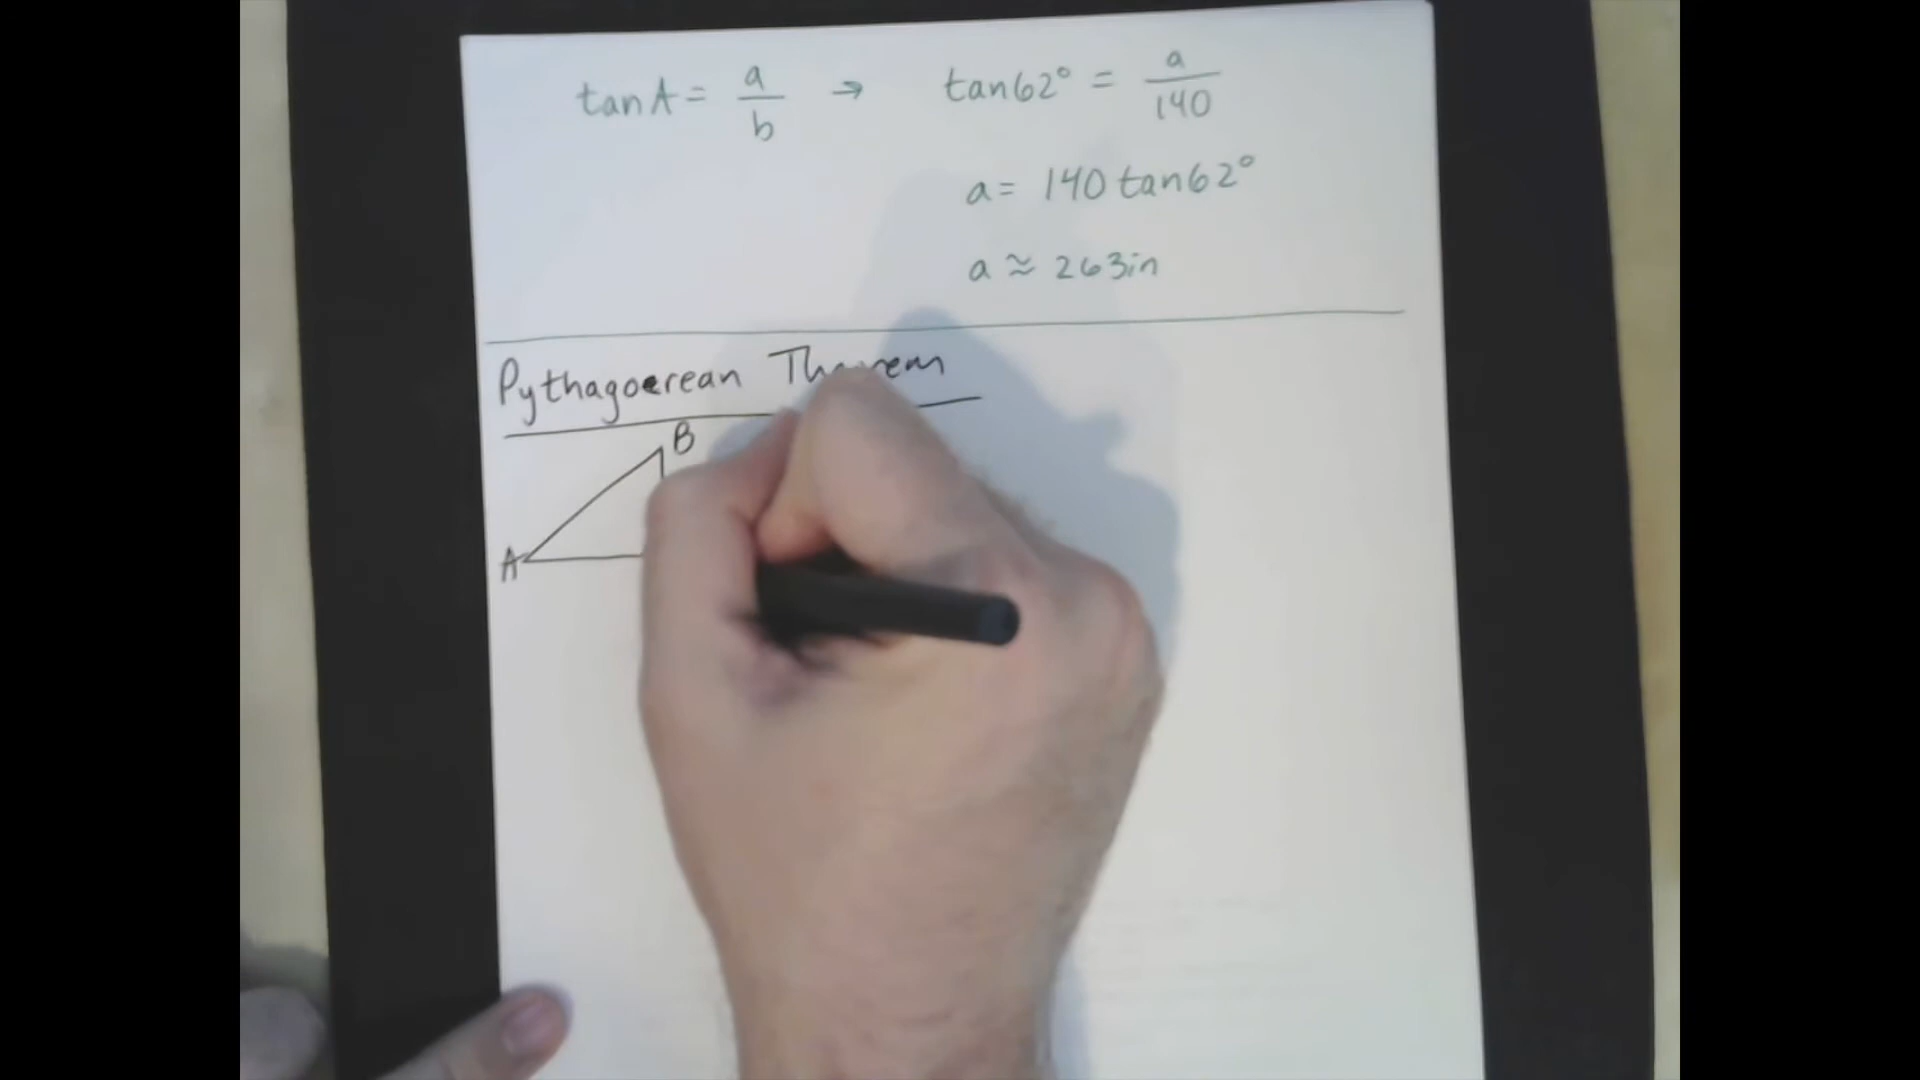 tanA = a/b → tan62° = a/140
a = 140 tan62°
a ≈ 263in
Pythagoerean
B
A